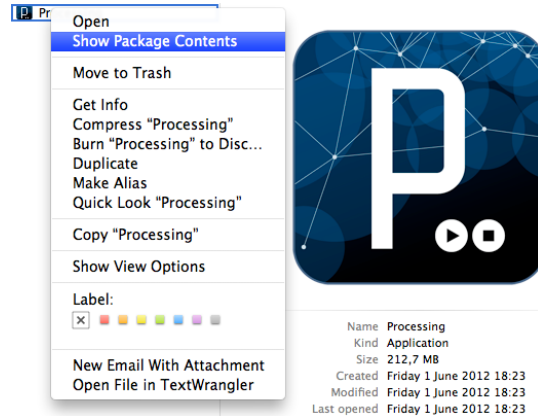 Open
Show Package Contents
Move to Trash
Get Info
Compress “Processing”
Burn “Processing” to Disc...
Duplicate
Make Alias
Quick Look “Processing”
Copy “Processing”
Show View Options
Label:
New Email With Attachment
Open File in TextWrangler
P
Name Processing
Kind Application
Size 212,7 MB
Created Friday 1 June 2012 18:23
Modified Friday 1 June 2012 18:23
Last opened Friday 1 June 2012 18:23